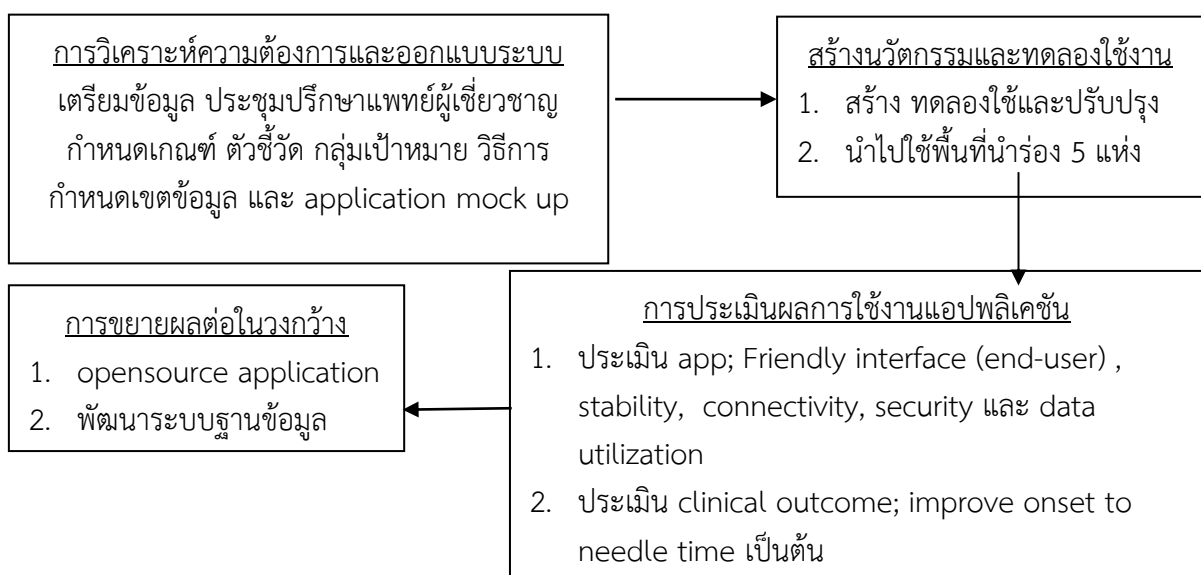 การวิเคราะห์ความต้องการและออกแบบระบบ
เตรียมข้อมูล ประชุมปรึกษาแพทย์ผู้เชี่ยวชาญ
กำหนดเกณฑ์ ตัวชี้วัด กลุ่มเป้าหมาย วิธีการ
กำหนดเขตข้อมูล และ application mock up
สร้างนวัตกรรมและทดลองใช้งาน
1. สร้าง ทดลองใช้และปรับปรุง
2. นำไปใช้พื้นที่นำร่อง 5 แห่ง
การประเมินผลการใช้งานแอปพลิเคชัน
1. ประเมิน app; Friendly interface (end-user) ,
stability, connectivity, security และ data
utilization
2. ประเมิน clinical outcome; improve onset to
needle time เป็นต้น
การขยายผลต่อในวงกว้าง
1. opensource application
2. พัฒนาระบบฐานข้อมูล